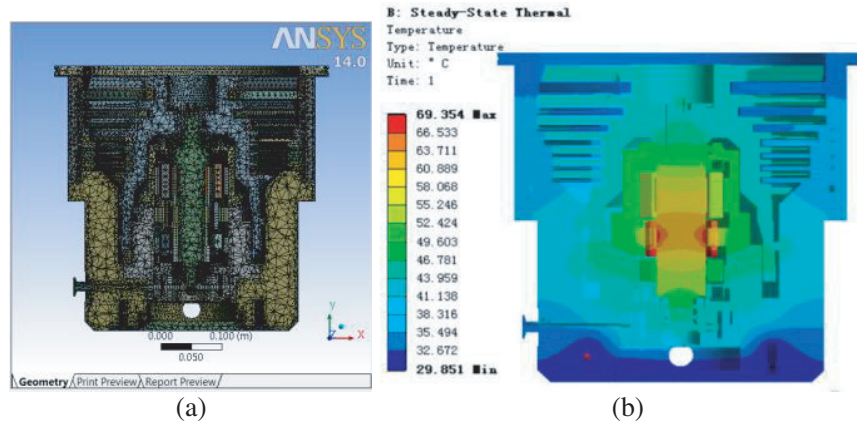 ANSYS
14.0
0.000
0.100 (m)
0.050
Y
X
Geometry Print Preview Report Preview
(a)
B: Steady-State Thermal
Temperature
Type: Temperature
Unit: ° C
Time: 1
69.354 Max
66.533
63.711
60.889
58.068
55.246
52.424
49.603
46.781
43.959
41.138
38.316
35.494
32.672
29.851 Min
(b)